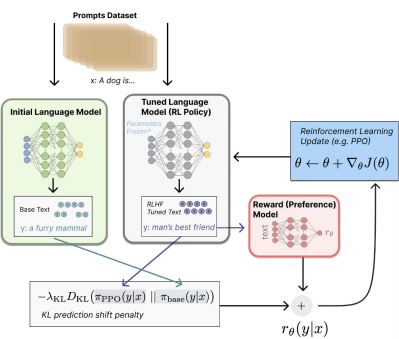 Prompts Dataset
x: A dog is...
Initial Language Model
Tuned Language
Model (RL Policy)
Parameters
Frozen*
Reinforcement Learning
Update (e.g. PPO)
θ ← θ + ∇θJ(θ)
Base Text
y: a furry mammal
RLHF
Tuned Text
y: man's best friend
Reward (Preference)
Model
text
−λKL DKL (πPPO(y|x) || πbase(y|x))
KL prediction shift penalty
+
rθ(y|x)